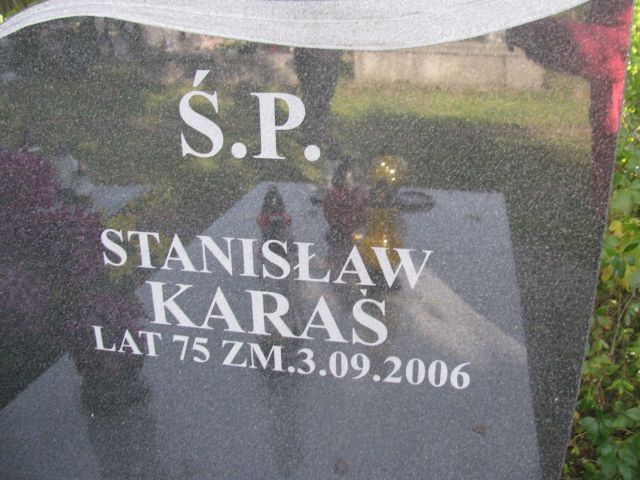 Ś.P.
STANISŁAW
KARAŚ
LAT 75 ZM.3.09.2006